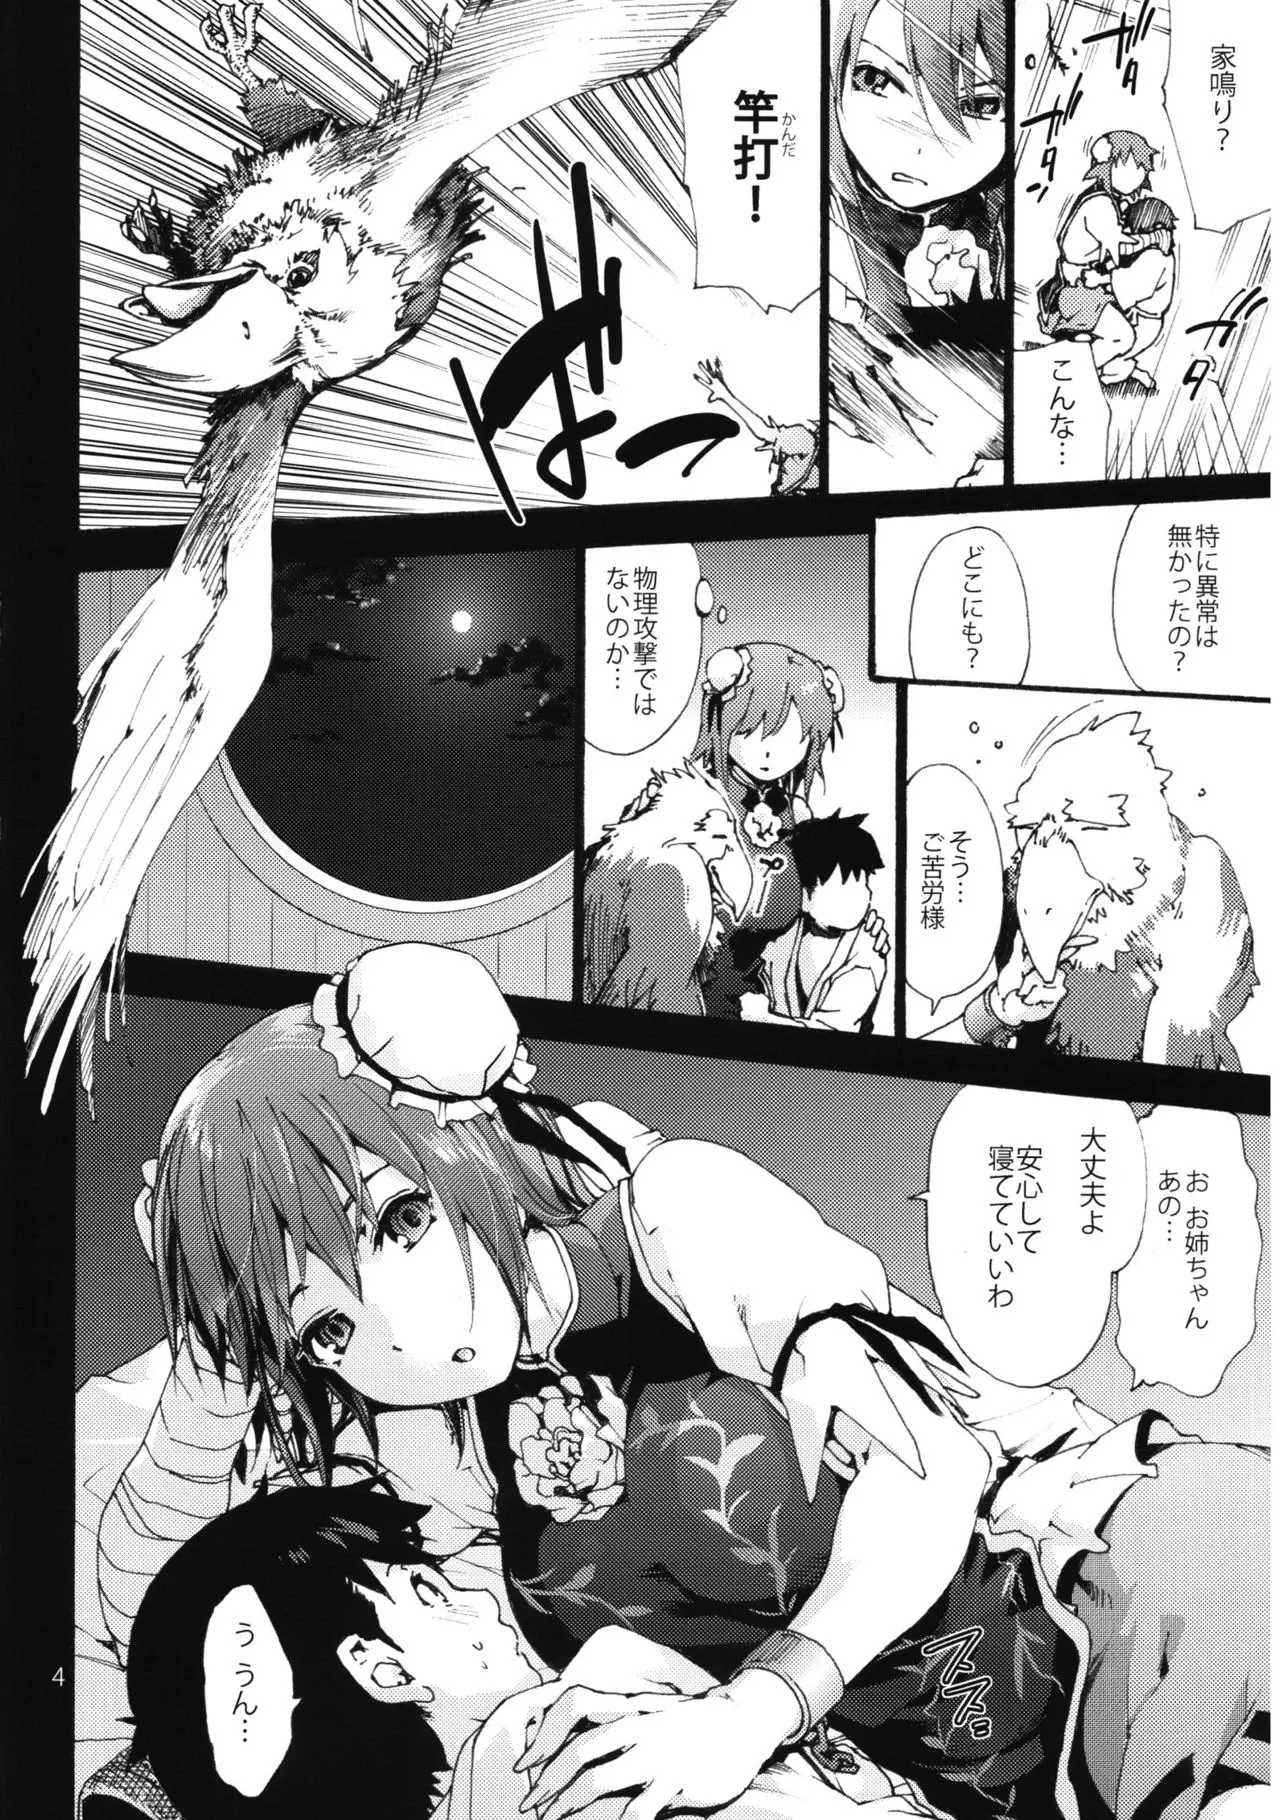 家鳴り？
ガタ
ガタン
ガタ
ガタ
こんな…
竿打！
かんだ
ばっ
特に異常は
無かったの？
どこにも？
そう…
ご苦労様
物理攻撃では
ないのか…
お お姉ちゃん
あの…
大丈夫よ
安心して
寝てていいわ
う うん…
4